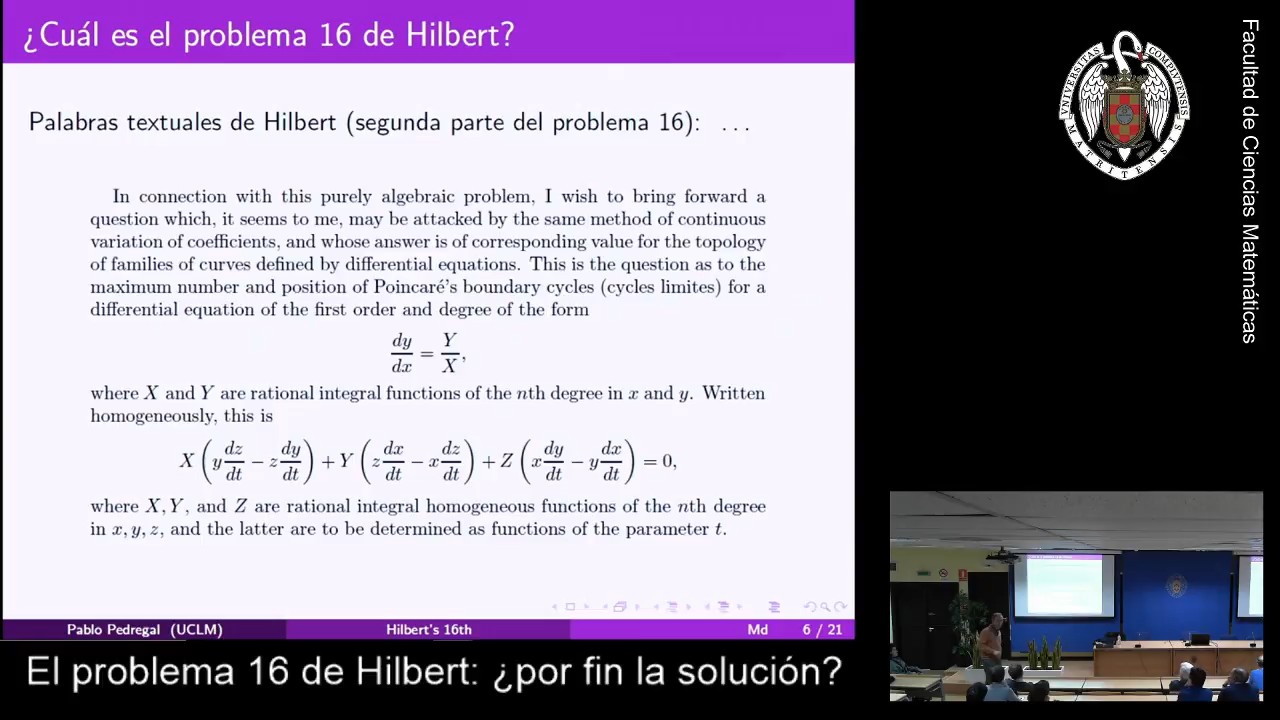 ¿Cuál es el problema 16 de Hilbert?
Palabras textuales de Hilbert (segunda parte del problema 16): ...
In connection with this purely algebraic problem, I wish to bring forward a
question which, it seems to me, may be attacked by the same method of continuous
variation of coefficients, and whose answer is of corresponding value for the topology
of families of curves defined by differential equations. This is the question as to the
maximum number and position of Poincaré's boundary cycles (cycles limites) for a
differential equation of the first order and degree of the form
dy/dx = Y/X,
where X and Y are rational integral functions of the nth degree in x and y. Written
homogeneously, this is
X (y dz/dt − z dy/dt) + Y (z dx/dt − x dz/dt) + Z (x dy/dt − y dx/dt) = 0,
where X, Y, and Z are rational integral homogeneous functions of the nth degree
in x, y, z, and the latter are to be determined as functions of the parameter t.
Pablo Pedregal (UCLM) Hilbert's 16th Md 6 / 21
El problema 16 de Hilbert: ¿por fin la solución?
UNIVERSITAS COMPLUTENSIS
MATRITENSIS
Facultad de Ciencias Matemáticas